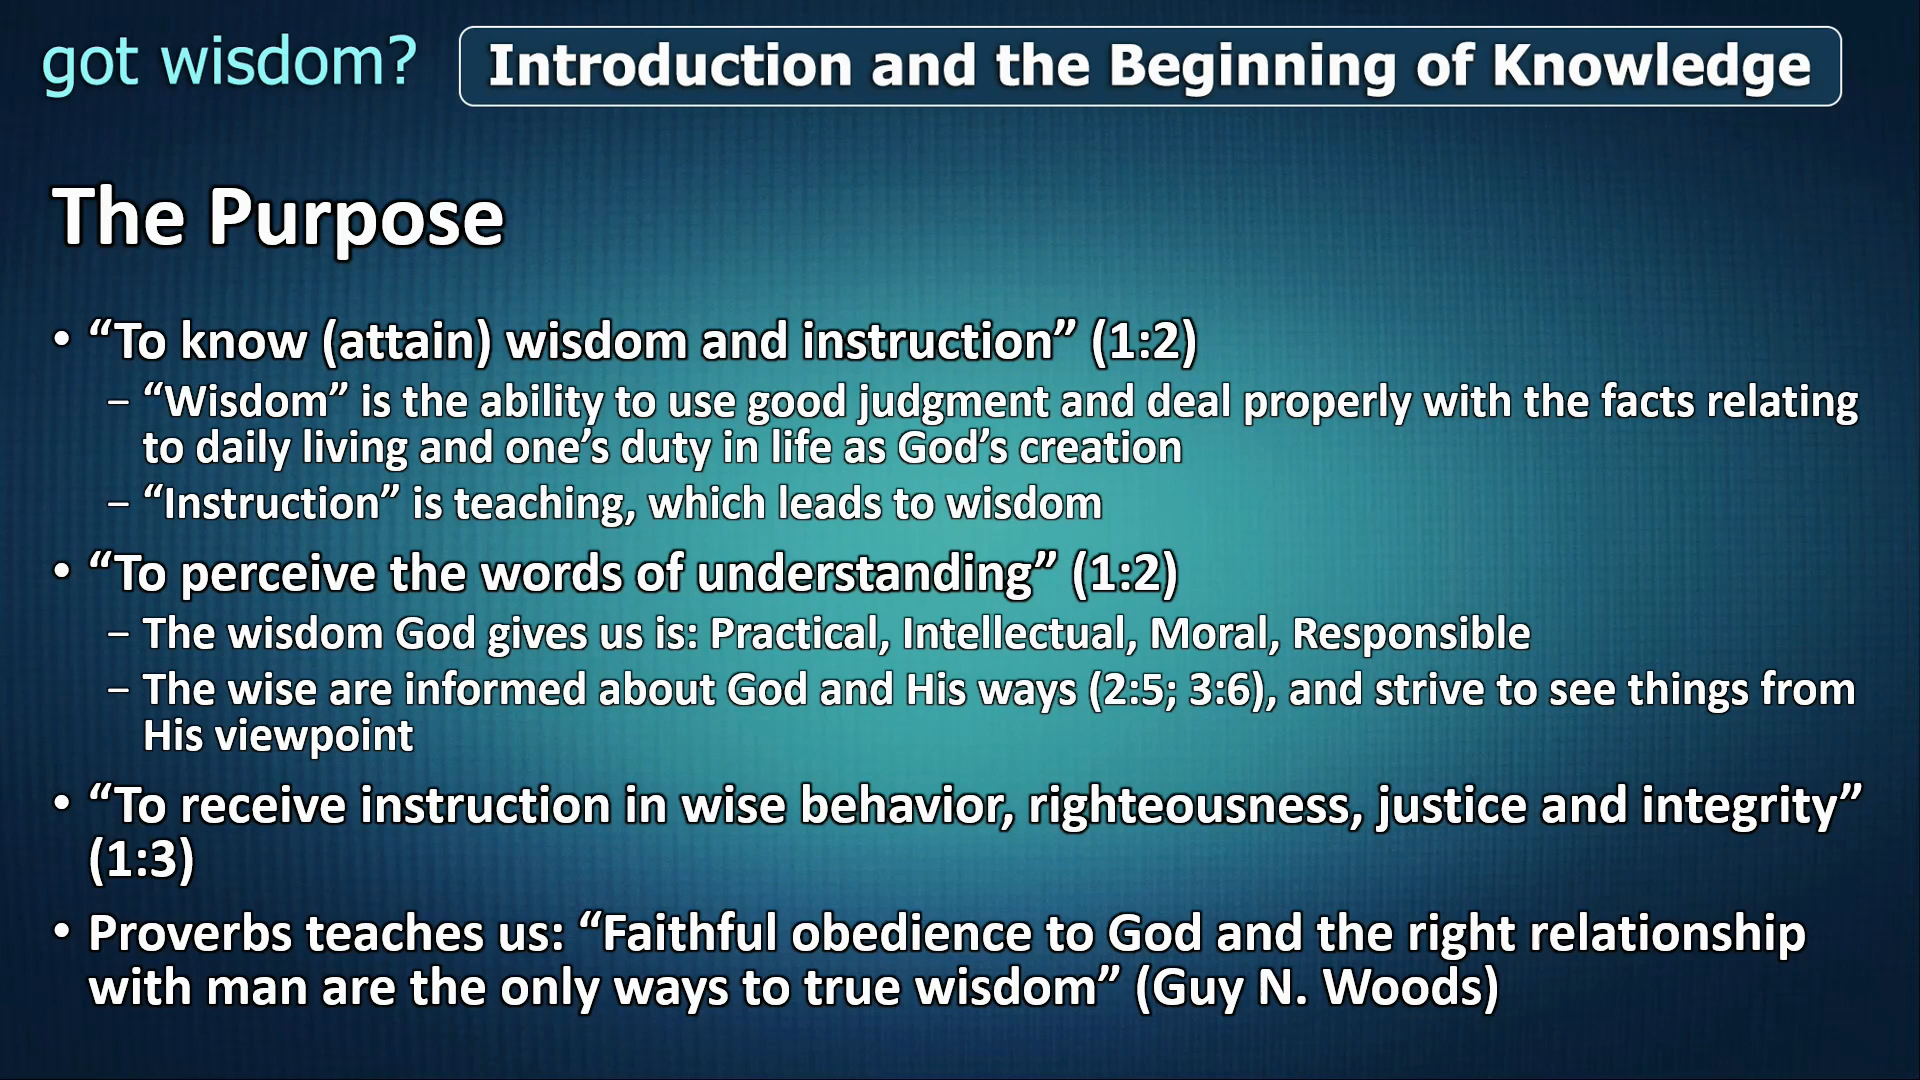 got wisdom?
Introduction and the Beginning of Knowledge
The Purpose
• “To know (attain) wisdom and instruction” (1:2)
– “Wisdom” is the ability to use good judgment and deal properly with the facts relating
to daily living and one’s duty in life as God’s creation
– “Instruction” is teaching, which leads to wisdom
• “To perceive the words of understanding” (1:2)
– The wisdom God gives us is: Practical, Intellectual, Moral, Responsible
– The wise are informed about God and His ways (2:5; 3:6), and strive to see things from
His viewpoint
• “To receive instruction in wise behavior, righteousness, justice and integrity”
(1:3)
• Proverbs teaches us: “Faithful obedience to God and the right relationship
with man are the only ways to true wisdom” (Guy N. Woods)